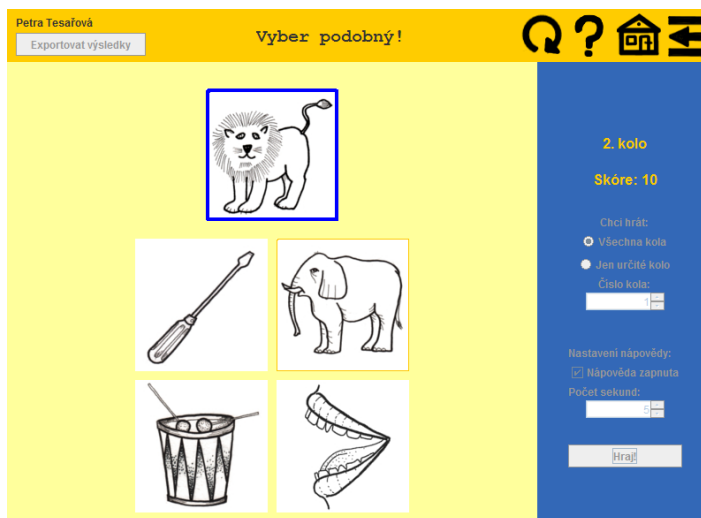 Petra Tesařová
Exportovat výsledky
Vyber podobný!
2. kolo
Skóre: 10
Chci hrát:
Všechna kola
Jen určité kolo
Číslo kola:
1
Nastavení nápovědy:
Nápověda zapnuta
Počet sekund:
5
Hraj!